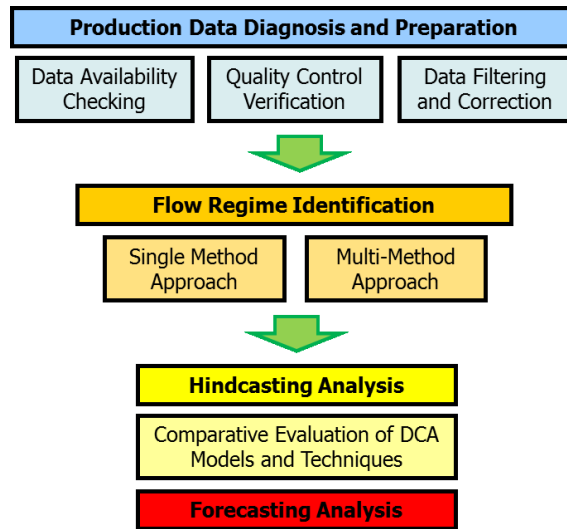 Production Data Diagnosis and Preparation
Data Availability
Checking
Quality Control
Verification
Data Filtering
and Correction
Flow Regime Identification
Single Method
Approach
Multi-Method
Approach
Hindcasting Analysis
Comparative Evaluation of DCA
Models and Techniques
Forecasting Analysis